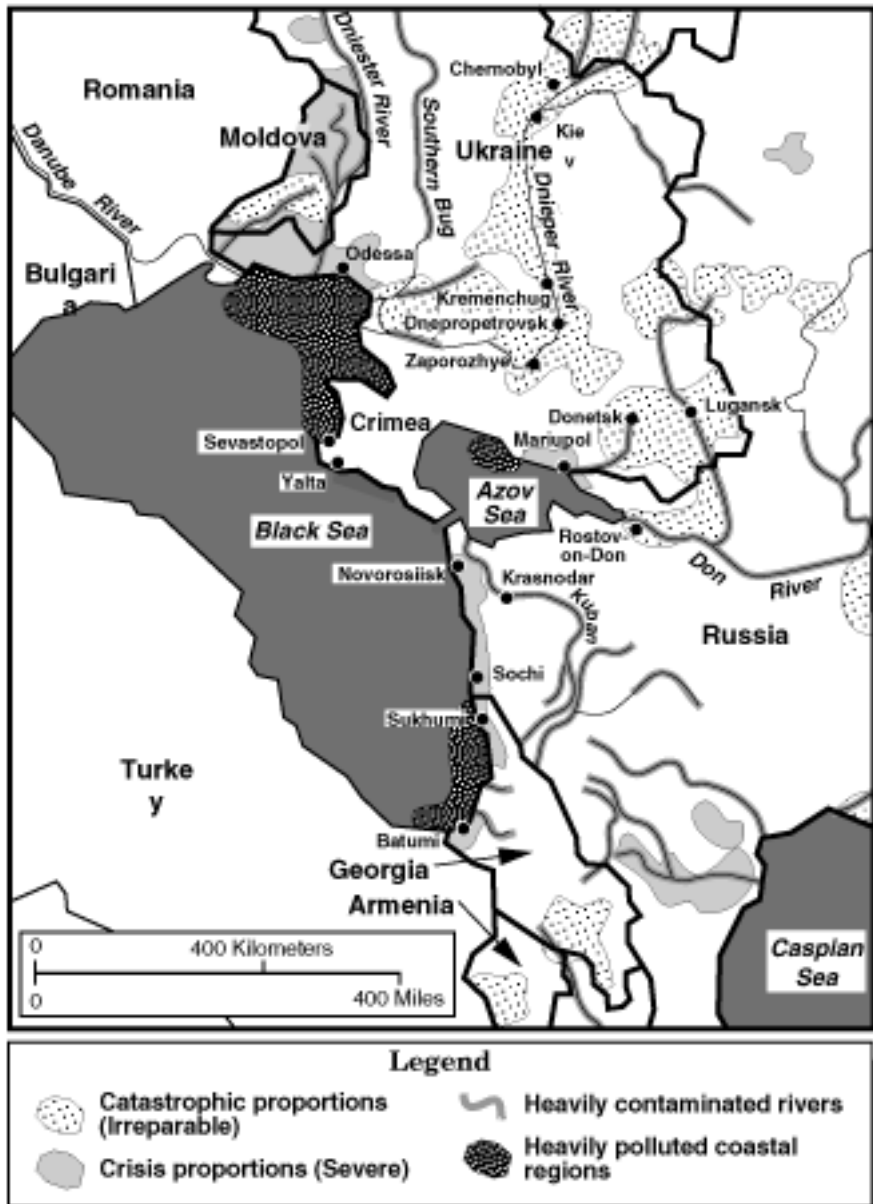 Romania
Moldova
Dniester River
Southern Bug
Chernobyl
Kie
v
Ukraine
Dnieper River
Danube River
Bulgari
a
Odessa
Kremenchug
Dnepropetrovsk
Zaporozhye
Crimea
Donetsk
Lugansk
Mariupol
Sevastopol
Yalta
Azov
Sea
Black Sea
Rostov-
on-Don
Don River
Novorosiisk
Krasnodar
Kuban
Russia
Sochi
Sukhumi
Turke
y
Batumi
Georgia
Armenia
Caspian
Sea
0
400 Kilometers
0
400 Miles
Legend
Catastrophic proportions
(Irreparable)
Crisis proportions (Severe)
Heavily contaminated rivers
Heavily polluted coastal
regions